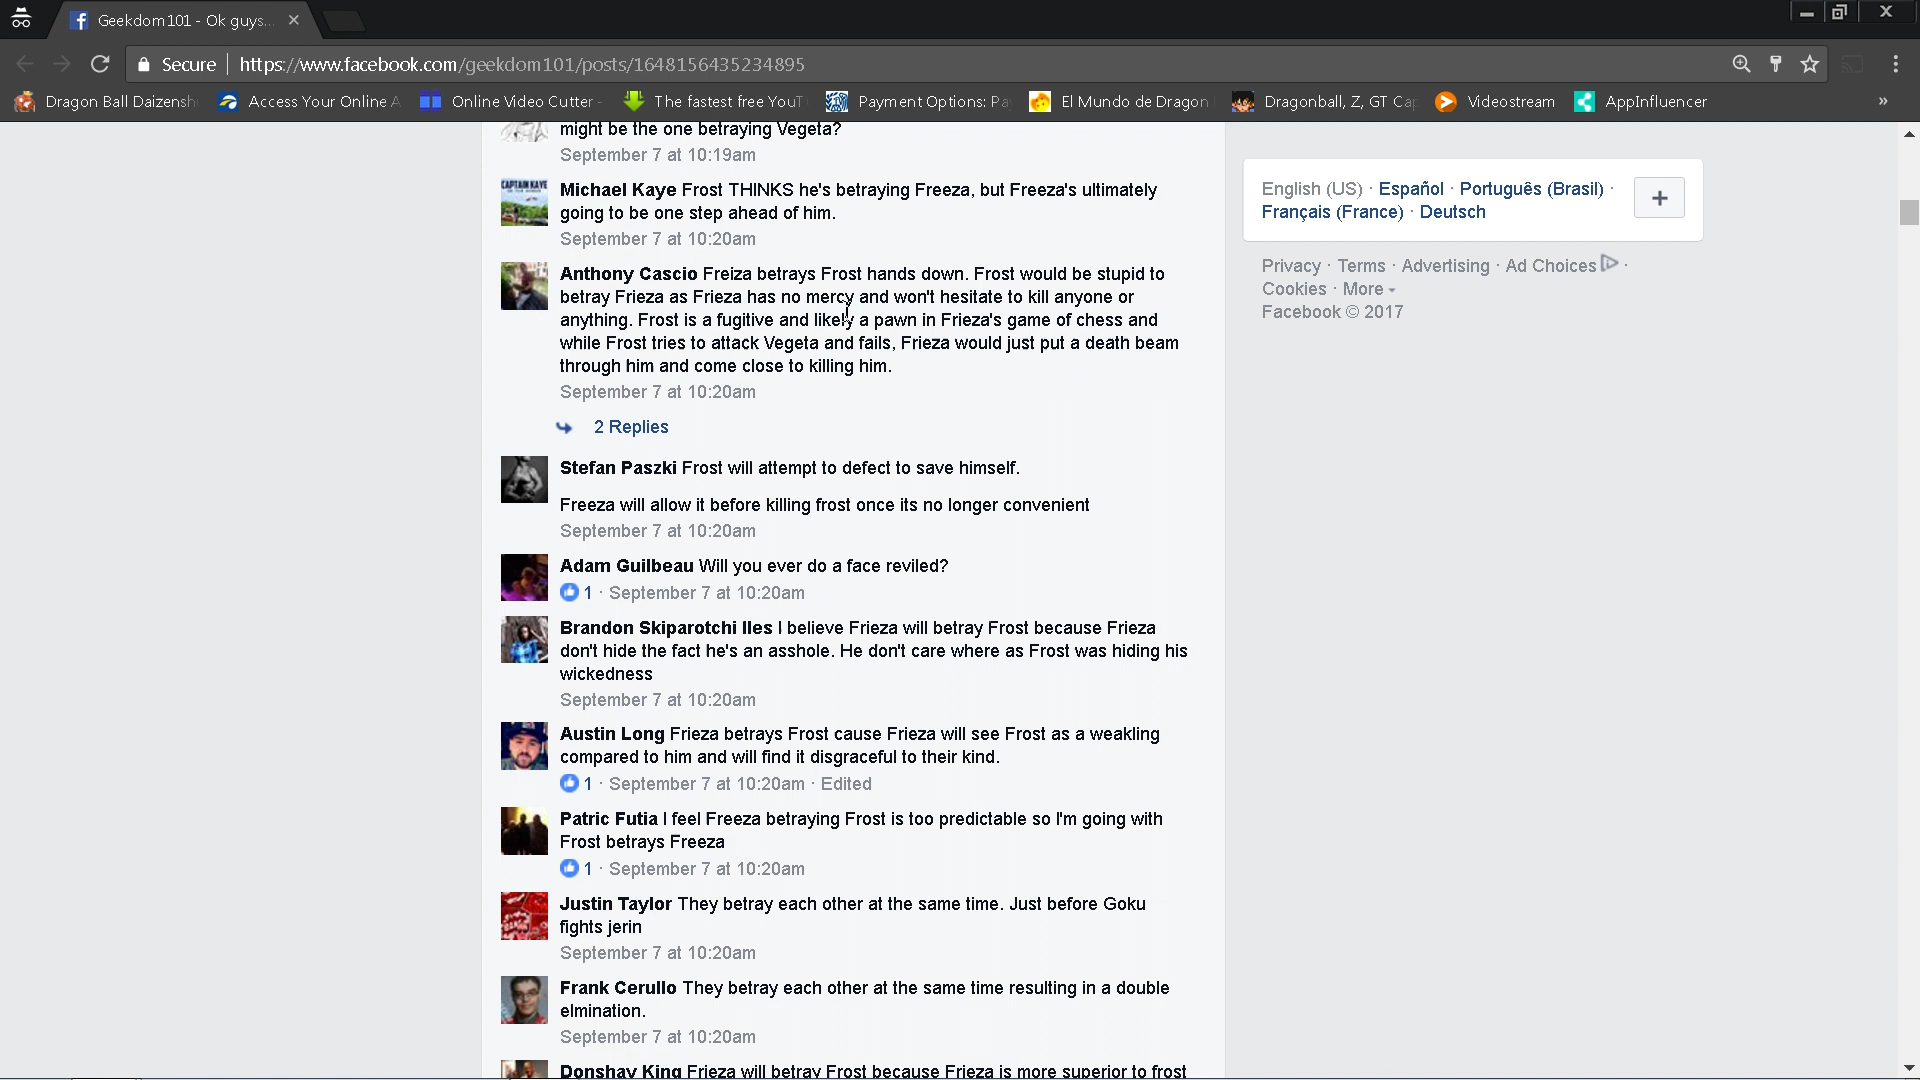 Geekdom101 - Ok guys...
Secure
https://www.facebook.com/geekdom101/posts/1648156435234895
Dragon Ball Daizensh
Access Your Online A
Online Video Cutter -
The fastest free YouT
Payment Options: Pa
El Mundo de Dragon
Dragonball, Z, GT Cap
Videostream
AppInfluencer
»
might be the one betraying Vegeta?
September 7 at 10:19am
Michael Kaye Frost THINKS he's betraying Freeza, but Freeza's ultimately
going to be one step ahead of him.
September 7 at 10:20am
Anthony Cascio Freiza betrays Frost hands down. Frost would be stupid to
betray Frieza as Frieza has no mercy and won't hesitate to kill anyone or
anything. Frost is a fugitive and likely a pawn in Frieza's game of chess and
while Frost tries to attack Vegeta and fails, Frieza would just put a death beam
through him and come close to killing him.
September 7 at 10:20am
2 Replies
Stefan Paszki Frost will attempt to defect to save himself.
Freeza will allow it before killing frost once its no longer convenient
September 7 at 10:20am
Adam Guilbeau Will you ever do a face reviled?
1 · September 7 at 10:20am
Brandon Skiparotchi Iles I believe Frieza will betray Frost because Frieza
don't hide the fact he's an asshole. He don't care where as Frost was hiding his
wickedness
September 7 at 10:20am
Austin Long Frieza betrays Frost cause Frieza will see Frost as a weakling
compared to him and will find it disgraceful to their kind.
1 · September 7 at 10:20am · Edited
Patric Futia I feel Freeza betraying Frost is too predictable so I'm going with
Frost betrays Freeza
1 · September 7 at 10:20am
Justin Taylor They betray each other at the same time. Just before Goku
fights jerin
September 7 at 10:20am
Frank Cerullo They betray each other at the same time resulting in a double
elmination.
September 7 at 10:20am
Donshay King Frieza will betray Frost because Frieza is more superior to frost
English (US) · Español · Português (Brasil) ·
Français (France) · Deutsch
Privacy · Terms · Advertising · Ad Choices ·
Cookies · More
Facebook © 2017
CAPTAIN KAYE